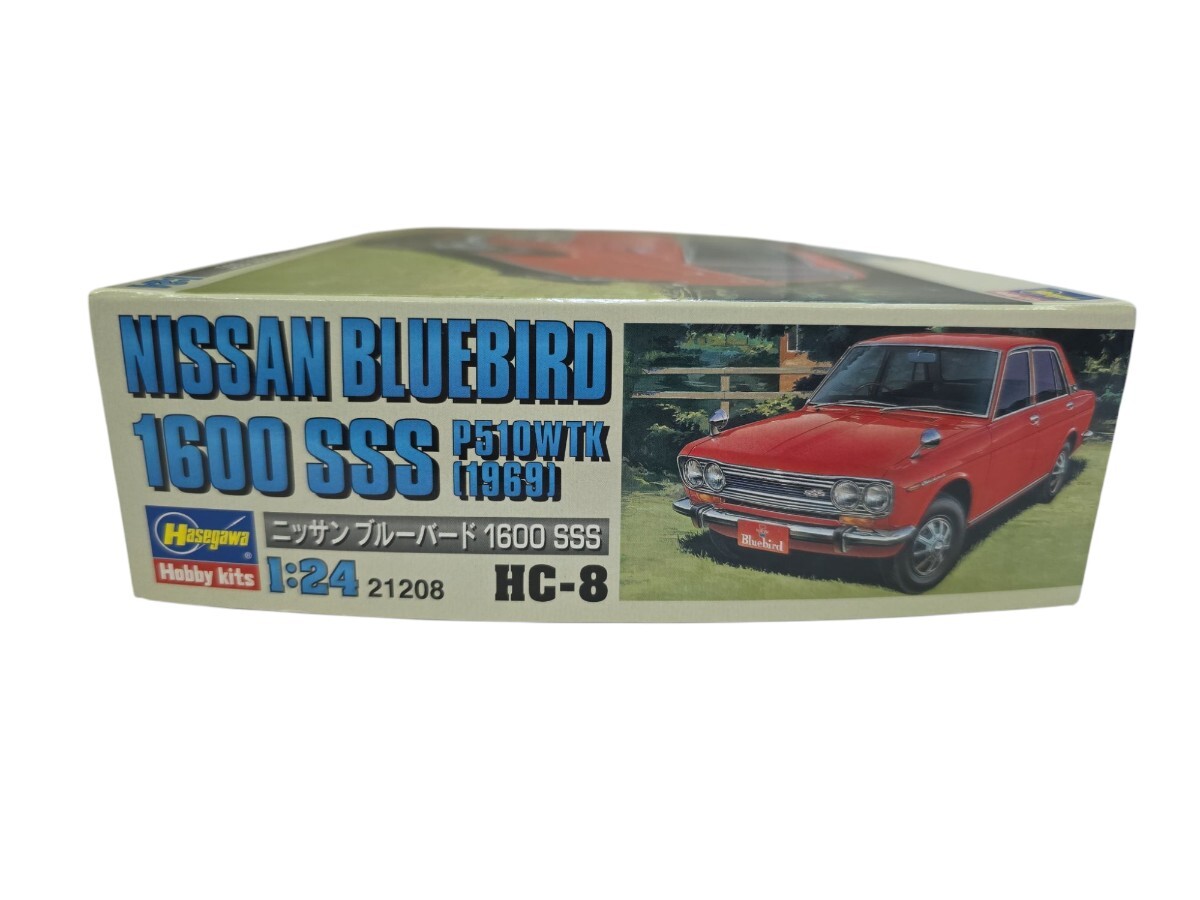 NISSAN BLUEBIRD
1600 SSS P510WTK
(1969)
Hasegawa
Hobby kits
ニッサン ブルーバード 1600 SSS
1:24 21208 HC-8
Bluebird